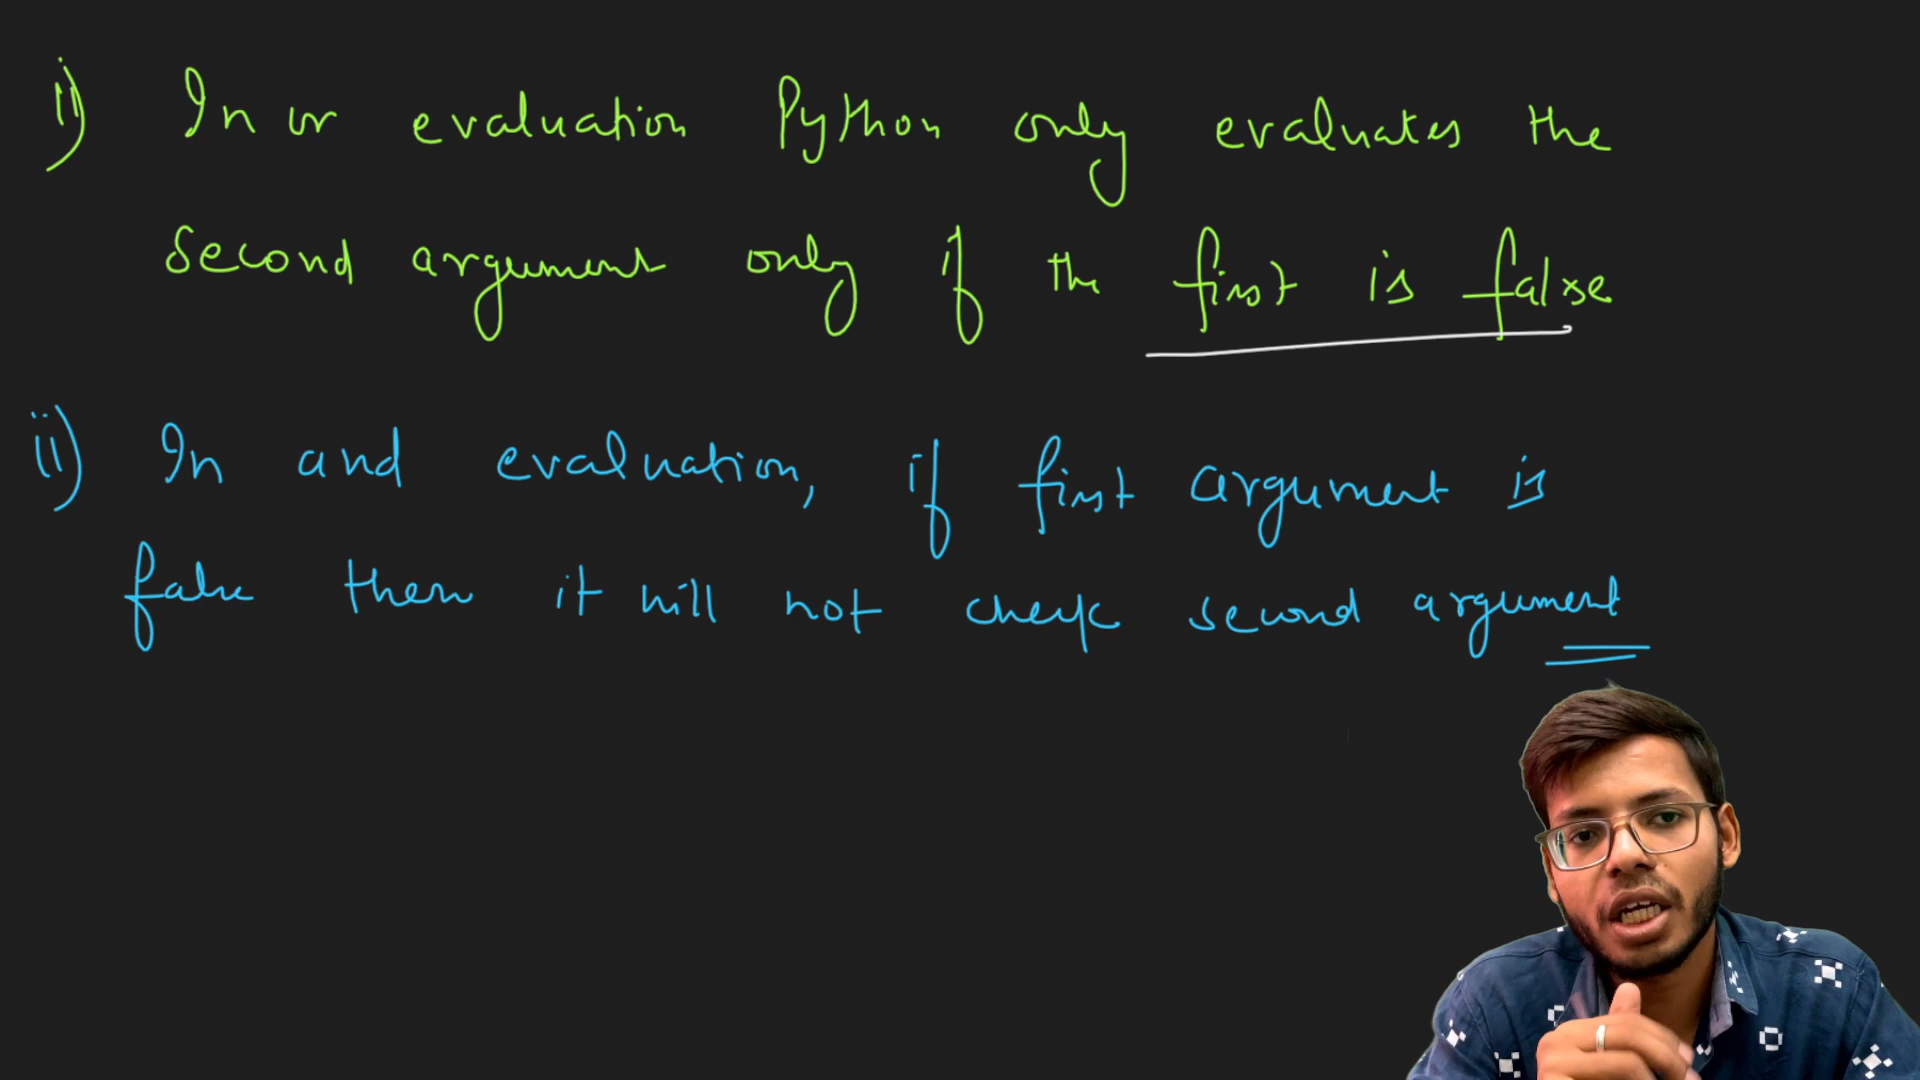 i) In or evaluation Python only evaluates the
second argument only if the first is false
ii) In and evaluation, if first argument is
false then it will not check second argument